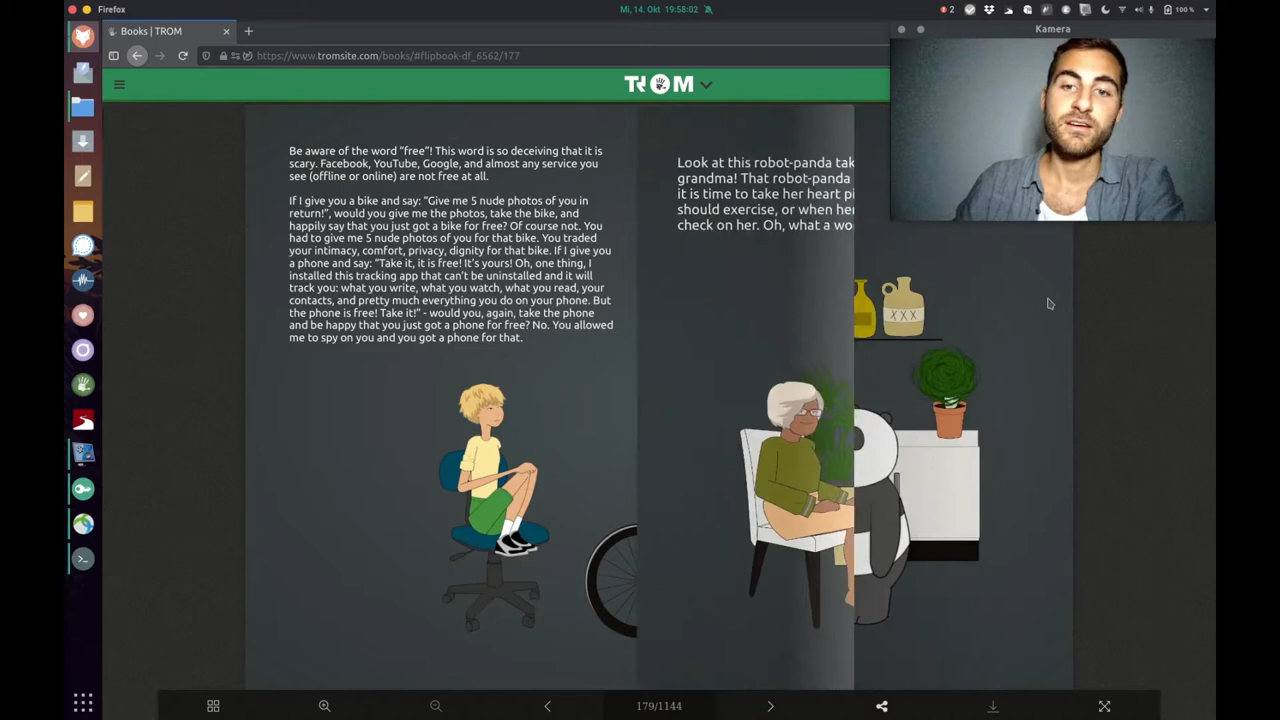 Firefox
Mi, 14. Okt 19:58:02
2
100 %
Books | TROM
https://www.tromsite.com/books/#flipbook-df_6562/177
Kamera
TROM
Be aware of the word "free"! This word is so deceiving that it is
scary. Facebook, YouTube, Google, and almost any service you
see (offline or online) are not free at all.
If I give you a bike and say: "Give me 5 nude photos of you in
return!", would you give me the photos, take the bike, and
happily say that you just got a bike for free? Of course not. You
had to give me 5 nude photos of you for that bike. You traded
your intimacy, comfort, privacy, dignity for that bike. If I give you
a phone and say: "Take it, it is free! It's yours! Oh, one thing, I
installed this tracking app that can't be uninstalled and it will
track you: what you write, what you watch, what you read, your
contacts, and pretty much everything you do on your phone. But
the phone is free! Take it!" - would you, again, take the phone
and be happy that you just got a phone for free? No. You allowed
me to spy on you and you got a phone for that.
Look at this robot-panda tak
grandma! That robot-panda
it is time to take her heart pi
should exercise, or when her
check on her. Oh, what a wo
XXX
179/1144